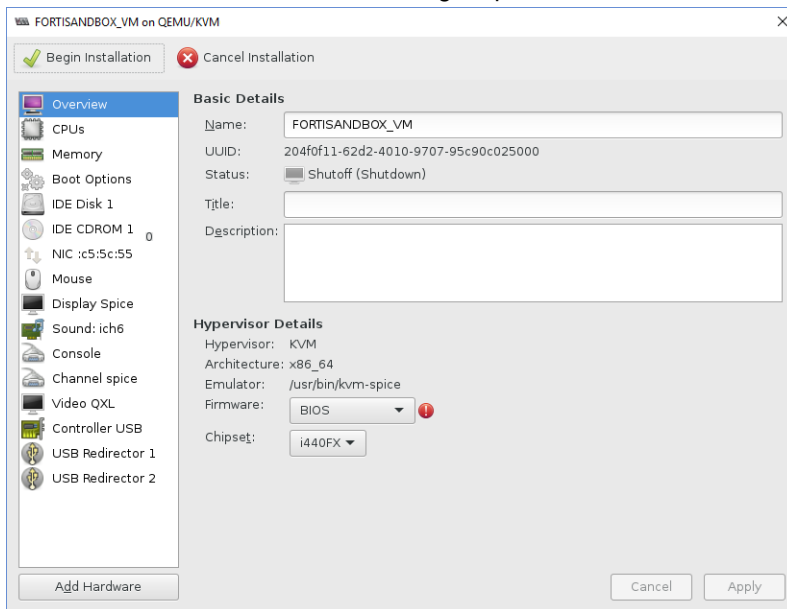 FORTISANDBOX_VM on QEMU/KVM
Begin Installation
Cancel Installation
Overview
CPUs
Memory
Boot Options
IDE Disk 1
IDE CDROM 1
0
NIC :c5:5c:55
Mouse
Display Spice
Sound: ich6
Console
Channel spice
Video QXL
Controller USB
USB Redirector 1
USB Redirector 2
Add Hardware
Basic Details
Name: FORTISANDBOX_VM
UUID: 204f0f11-62d2-4010-9707-95c90c025000
Status: Shutoff (Shutdown)
Title:
Description:
Hypervisor Details
Hypervisor: KVM
Architecture: x86_64
Emulator: /usr/bin/kvm-spice
Firmware: BIOS
Chipset: i440FX
Cancel Apply